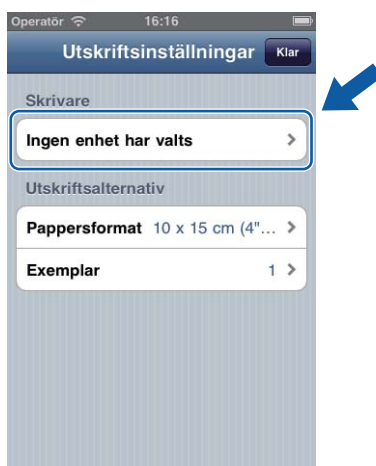 Operatör 16:16
Utskriftsinställningar Klar
Skrivare
Ingen enhet har valts
Utskriftsalternativ
Pappersformat 10 x 15 cm (4"...
Exemplar 1